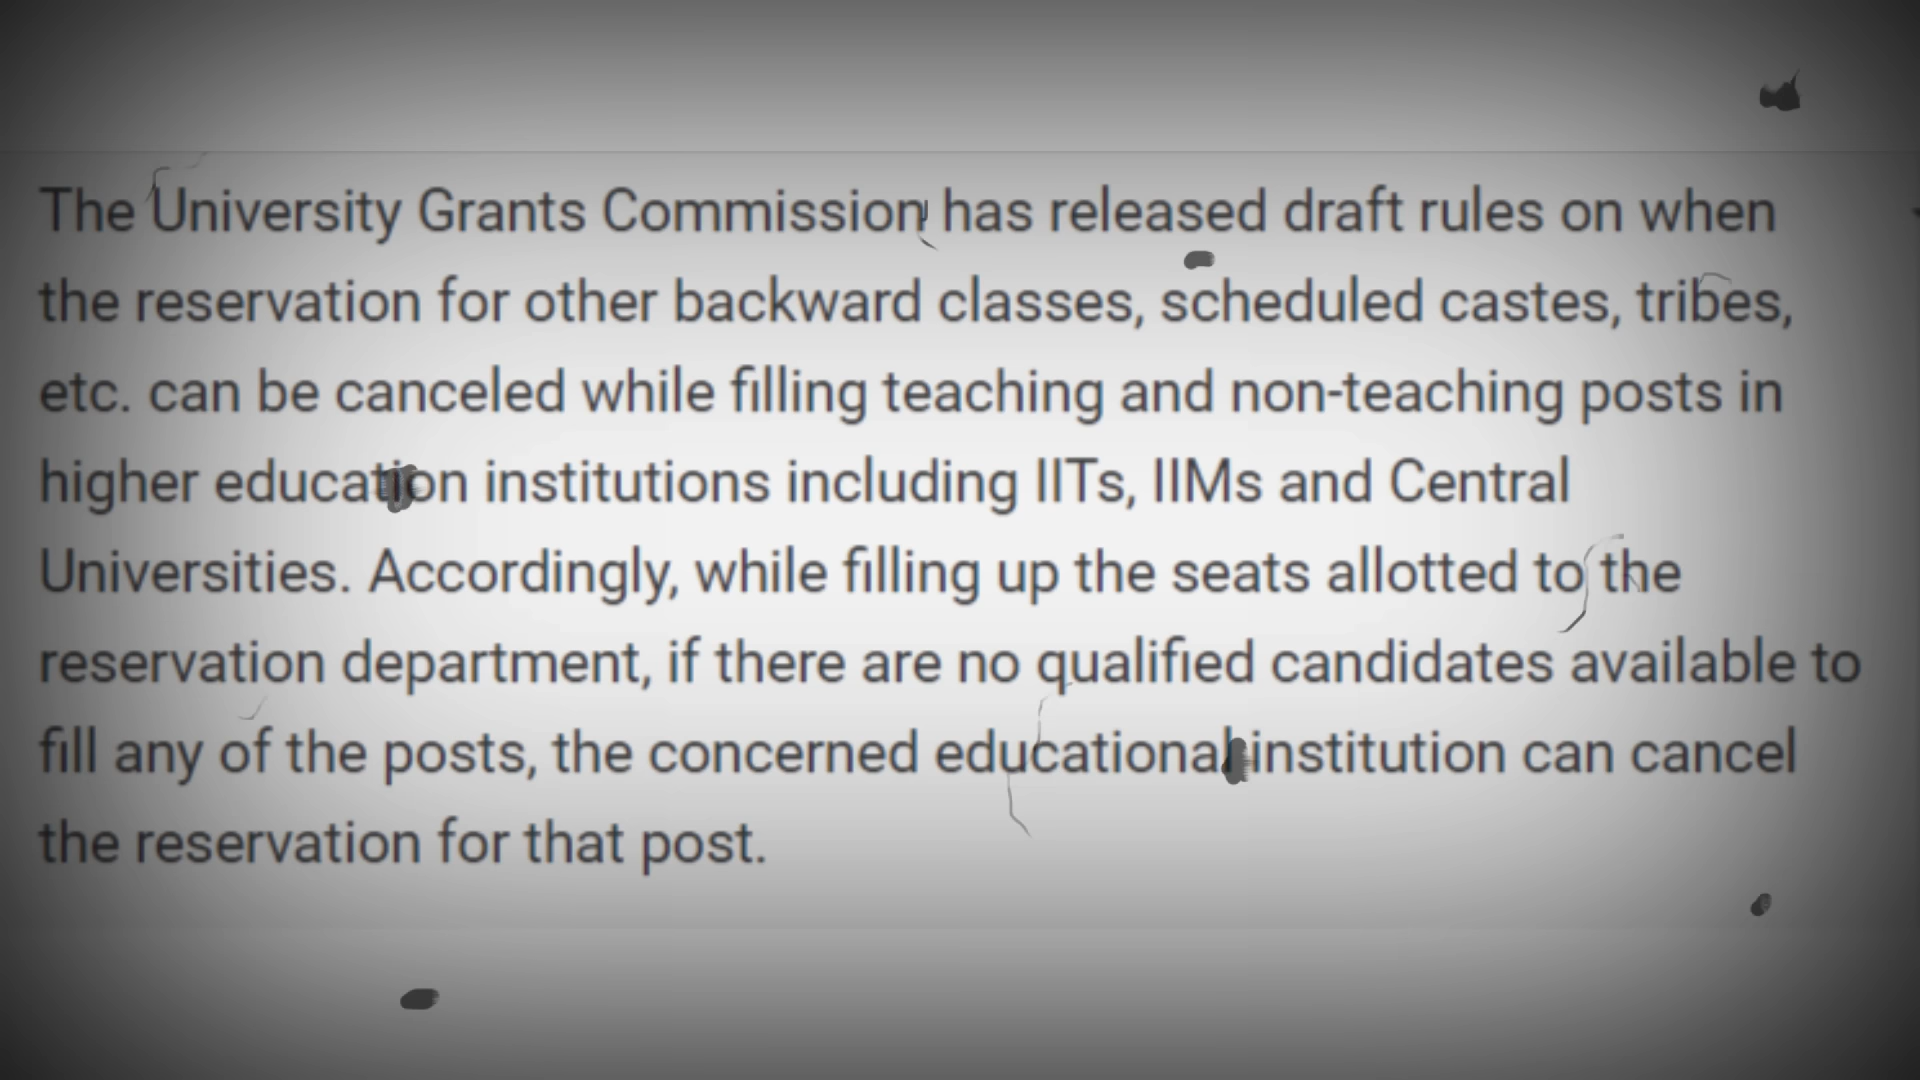 The University Grants Commission has released draft rules on when
the reservation for other backward classes, scheduled castes, tribes,
etc. can be canceled while filling teaching and non-teaching posts in
higher education institutions including IITs, IIMs and Central
Universities. Accordingly, while filling up the seats allotted to the
reservation department, if there are no qualified candidates available to
fill any of the posts, the concerned educational institution can cancel
the reservation for that post.